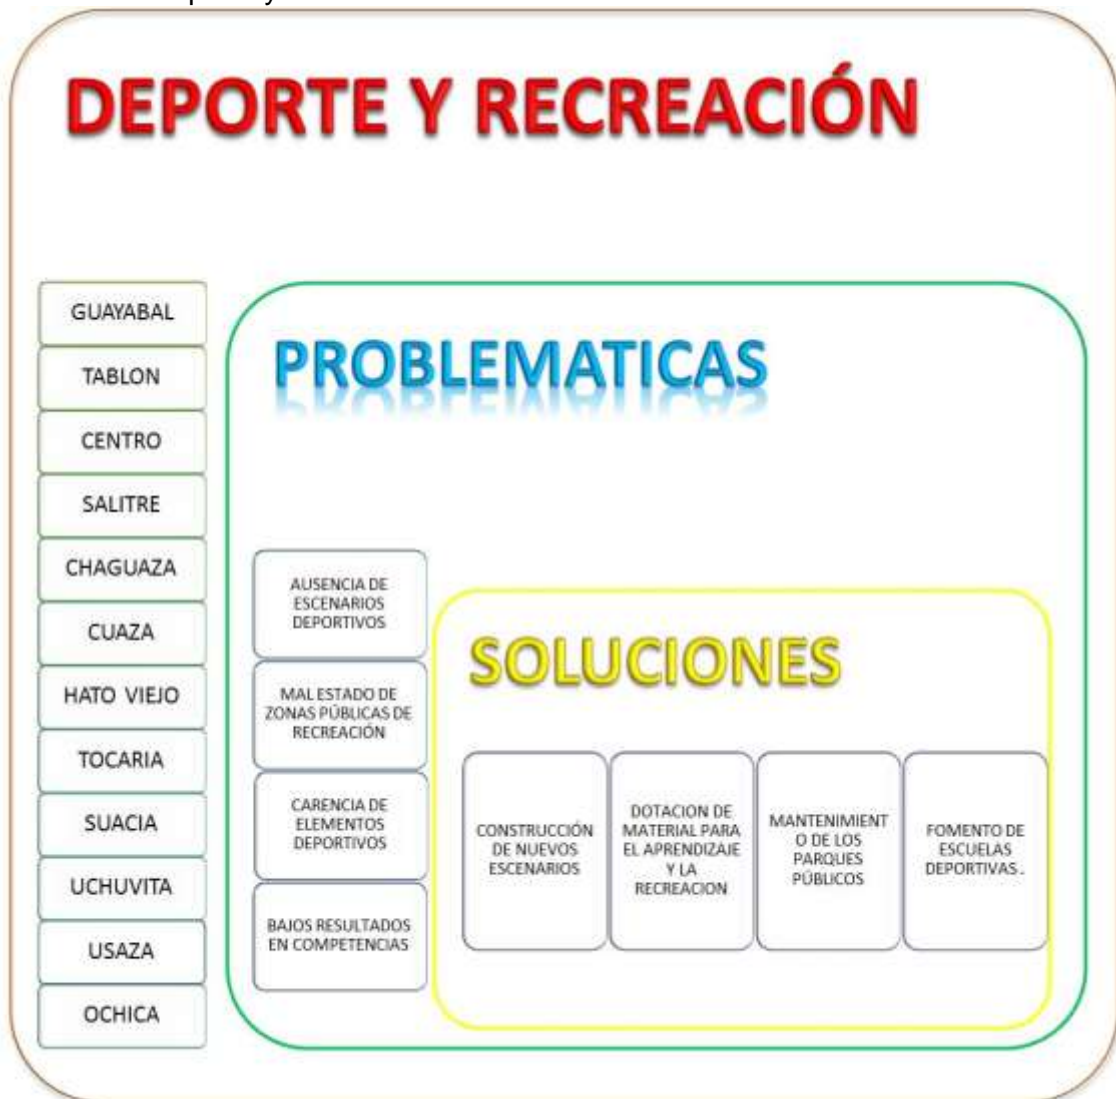 DEPORTE Y RECREACIÓN
GUAYABAL
TABLON
CENTRO
SALITRE
CHAGUAZA
CUAZA
HATO VIEJO
TOCARIA
SUACIA
UCHUVITA
USAZA
OCHICA
PROBLEMATICAS
AUSENCIA DE
ESCENARIOS
DEPORTIVOS
MAL ESTADO DE
ZONAS PÚBLICAS DE
RECREACIÓN
CARENCIA DE
ELEMENTOS
DEPORTIVOS
BAJOS RESULTADOS
EN COMPETENCIAS
SOLUCIONES
CONSTRUCCIÓN
DE NUEVOS
ESCENARIOS
DOTACION DE
MATERIAL PARA
EL APRENDIZAJE
Y LA
RECREACION
MANTENIMIENT
O DE LOS
PARQUES
PÚBLICOS
FOMENTO DE
ESCUELAS
DEPORTIVAS.